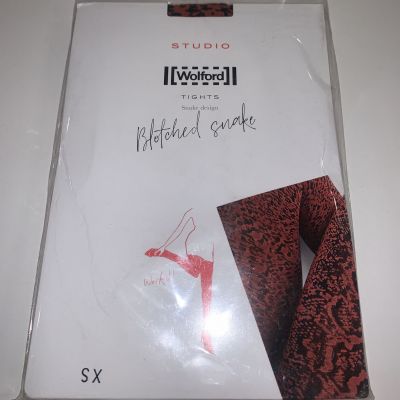 STUDIO
Wolford
TIGHTS
Snake design
Blotched snake
SX